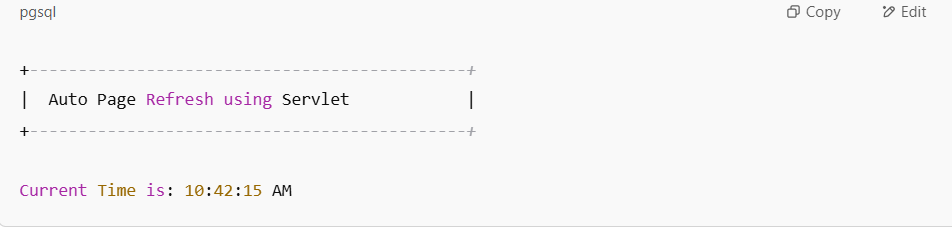 pgsql
Copy
Edit
+---------------------------------------------+
|  Auto Page Refresh using Servlet            |
+---------------------------------------------+
Current Time is: 10:42:15 AM